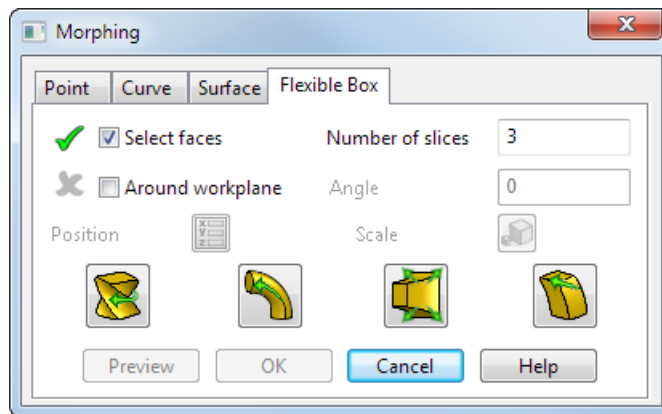 Morphing
Point Curve Surface Flexible Box
Select faces Number of slices 3
Around workplane Angle 0
Position Scale
Preview OK Cancel Help